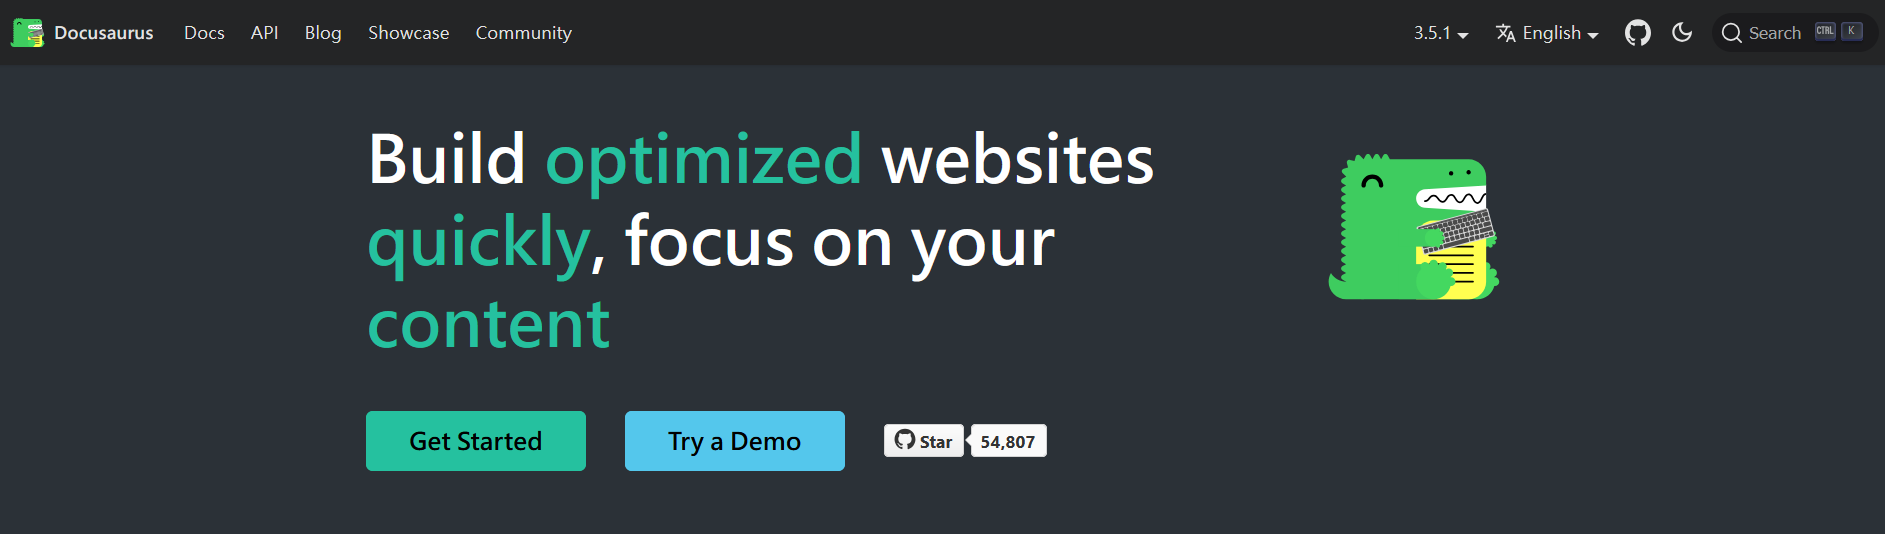 Docusaurus Docs API Blog Showcase Community 3.5.1 English Search CTRL K
Build optimized websites
quickly, focus on your
content
Get Started Try a Demo Star 54,807